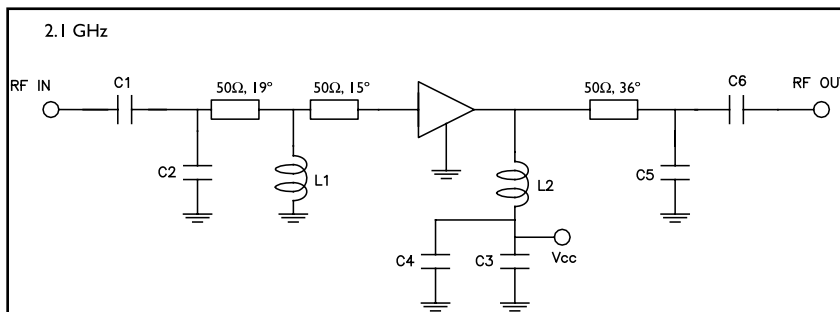 2.1 GHz
RF IN
C1
50Ω, 19°
50Ω, 15°
50Ω, 36°
C6
RF OUT
C2
L1
L2
C5
C4
C3
Vcc